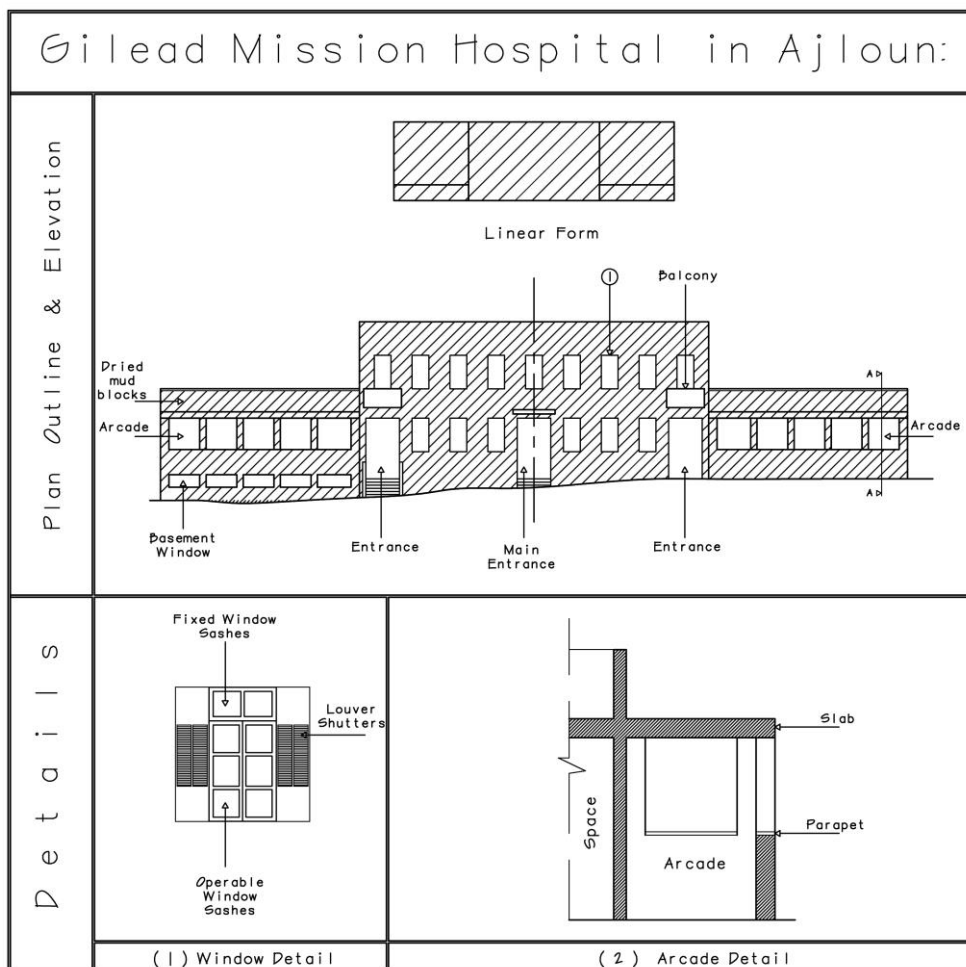 Gilead Mission Hospital in Ajloun:
Plan Outline & Elevation
Linear Form
1
Balcony
Dried
mud
blocks
A
Arcade
Arcade
A
Basement
Window
Entrance
Main
Entrance
Entrance
Details
Fixed Window
Sashes
Louver
Shutters
Operable
Window
Sashes
Slab
Space
Parapet
Arcade
(1) Window Detail
(2) Arcade Detail